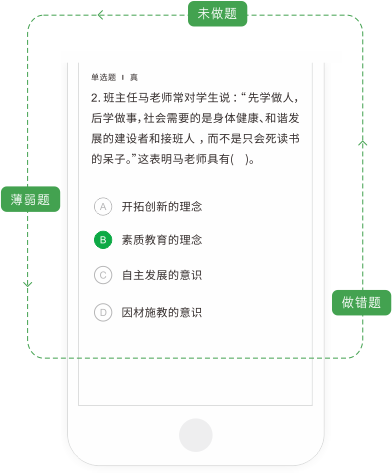 未做题
单选题 | 真
2. 班主任马老师常对学生说：“先学做人，
后学做事，社会需要的是身体健康、和谐发
展的建设者和接班人 ，而不是只会死读书
的呆子。”这表明马老师具有(   )。
薄弱题
A 开拓创新的理念
B 素质教育的理念
C 自主发展的意识
做错题
D 因材施教的意识